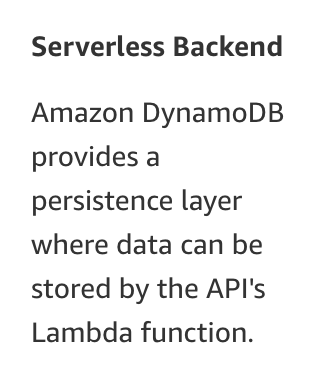 Serverless Backend
Amazon DynamoDB
provides a
persistence layer
where data can be
stored by the API's
Lambda function.